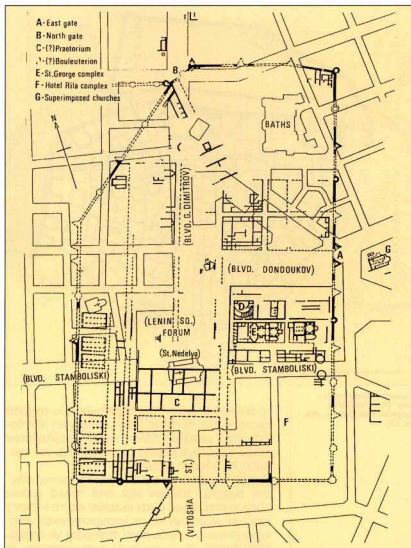 A-East gate
B-North gate
C-(?)Praetorium
-(?)Bouleuterion
E-St.George complex
F-Hotel Rila complex
G-Superimposed churches
N
B
BATHS
(BLVD. G. DIMITROV)
A
G
(BLVD. DONDOUKOV)
D
(LENIN SQ.)
FORUM
(St.Nedelya)
(BLVD. STAMBOLISKI)
(BLVD. STAMBOLISKI)
C
F
(VITOSHA ST.)